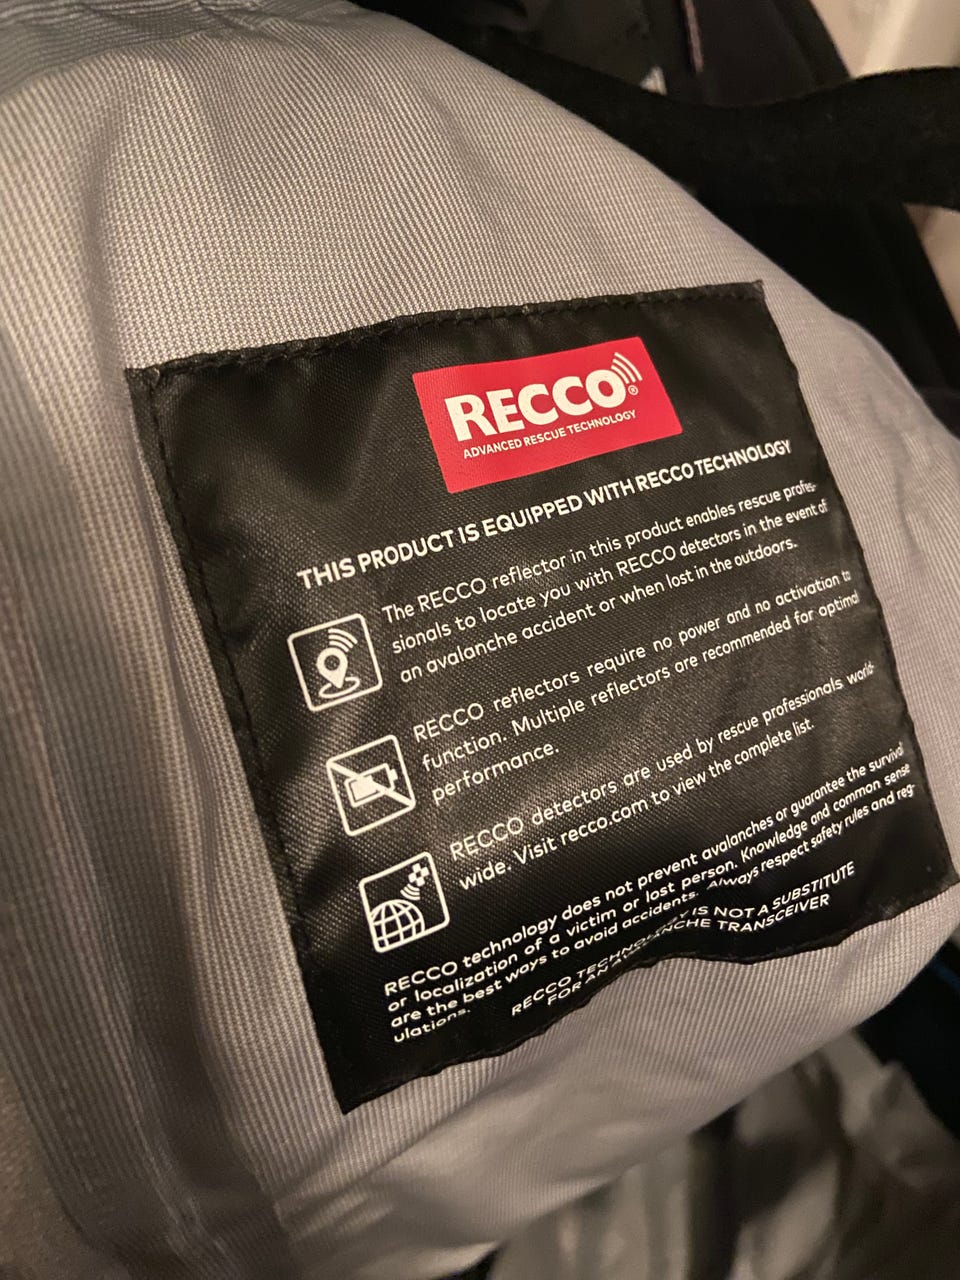 RECCO®
ADVANCED RESCUE TECHNOLOGY
THIS PRODUCT IS EQUIPPED WITH RECCO TECHNOLOGY
The RECCO reflector in this product enables rescue profes-
sionals to locate you with RECCO detectors in the event of
an avalanche accident or when lost in the outdoors.
RECCO reflectors require no power and no activation to
function. Multiple reflectors are recommended for optimal
performance.
RECCO detectors are used by rescue professionals world-
wide. Visit recco.com to view the complete list.
RECCO technology does not prevent avalanches or guarantee the survival
or localization of a victim or lost person. Knowledge and common sense
are the best ways to avoid accidents. Always respect safety rules and reg-
ulations.
RECCO IS NOT A SUBSTITUTE
FOR AN TRANSCEIVER